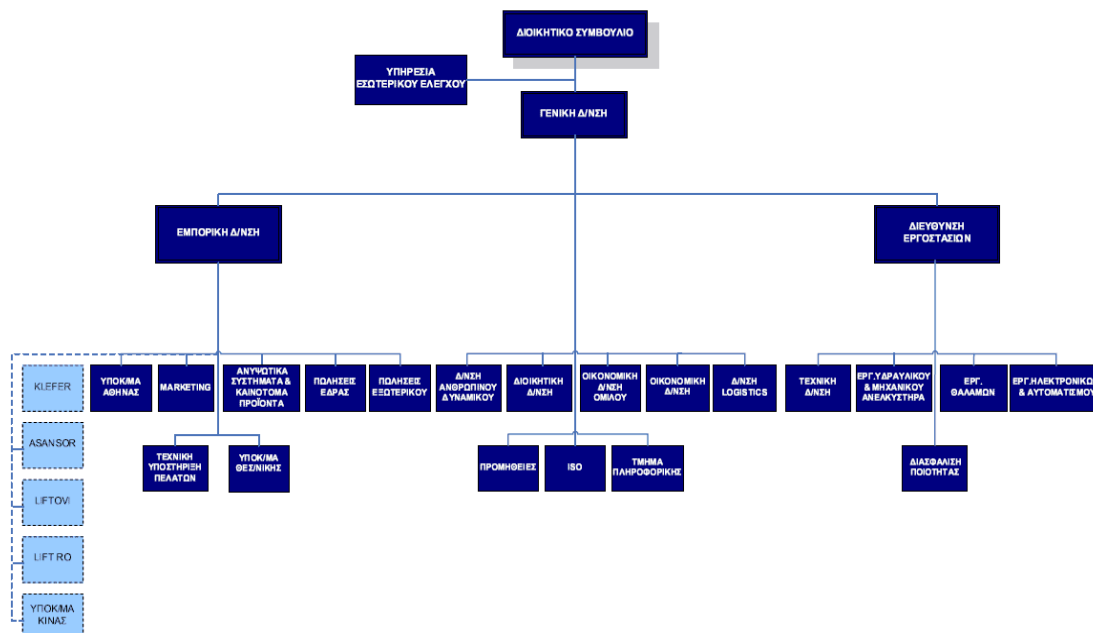 ΔΙΟΙΚΗΤΙΚΟ ΣΥΜΒΟΥΛΙΟ
ΥΠΗΡΕΣΙΑ
ΕΣΩΤΕΡΙΚΟΥ ΕΛΕΓΧΟΥ
ΓΕΝΙΚΗ Δ/ΝΣΗ
ΕΜΠΟΡΙΚΗ Δ/ΝΣΗ
ΔΙΕΥΘΥΝΣΗ
ΕΡΓΟΣΤΑΣΙΩΝ
KLEFER
ΥΠΟΚ/ΜΑ
ΑΘΗΝΑΣ
MARKETING
ΑΝΥΨΩΤΙΚΑ
ΣΥΣΤΗΜΑΤΑ &
ΚΑΙΝΟΤΟΜΑ
ΠΡΟΪΟΝΤΑ
ΠΩΛΗΣΕΙΣ
ΕΔΡΑΣ
ΠΩΛΗΣΕΙΣ
ΕΞΩΤΕΡΙΚΟΥ
Δ/ΝΣΗ
ΑΝΘΡΩΠΙΝΟΥ
ΔΥΝΑΜΙΚΟΥ
ΔΙΟΙΚΗΤΙΚΗ
Δ/ΝΣΗ
ΟΙΚΟΝΟΜΙΚΗ
Δ/ΝΣΗ
ΟΜΙΛΟΥ
ΟΙΚΟΝΟΜΙΚΗ
Δ/ΝΣΗ
Δ/ΝΣΗ
LOGISTICS
ΤΕΧΝΙΚΗ
Δ/ΝΣΗ
ΕΡΓ.ΥΔΡΑΥΛΙΚΟΥ
& ΜΗΧΑΝΙΚΟΥ
ΑΝΕΛΚΥΣΤΗΡΑ
ΕΡΓ.
ΘΑΛΑΜΩΝ
ΕΡΓ.ΗΛΕΚΤΡΟΝΙΚΩΝ
& ΑΥΤΟΜΑΤΙΣΜΟΥ
ASANSOR
ΤΕΧΝΙΚΗ
ΥΠΟΣΤΗΡΙΞΗ
ΠΕΛΑΤΩΝ
ΥΠΟΚ/ΜΑ
ΘΕΣ/ΝΙΚΗΣ
ΠΡΟΜΗΘΕΙΕΣ
ISO
ΤΜΗΜΑ
ΠΛΗΡΟΦΟΡΙΚΗΣ
ΔΙΑΣΦΑΛΙΣΗ
ΠΟΙΟΤΗΤΑΣ
LIFTOVI
LIFT RO
ΥΠΟΚ/ΜΑ
ΚΙΝΑΣ